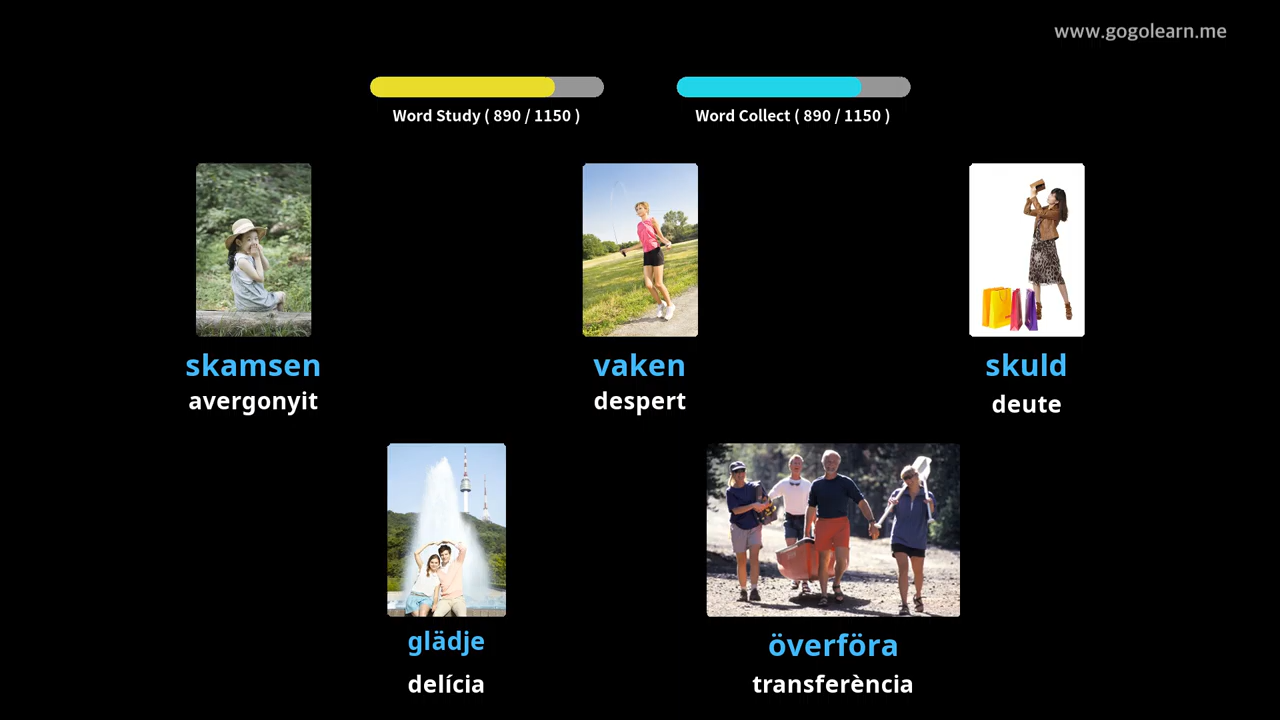 www.gogolearn.me
Word Study ( 890 / 1150 )
Word Collect ( 890 / 1150 )
skamsen
avergonyit
vaken
despert
skuld
deute
glädje
delícia
överföra
transferència